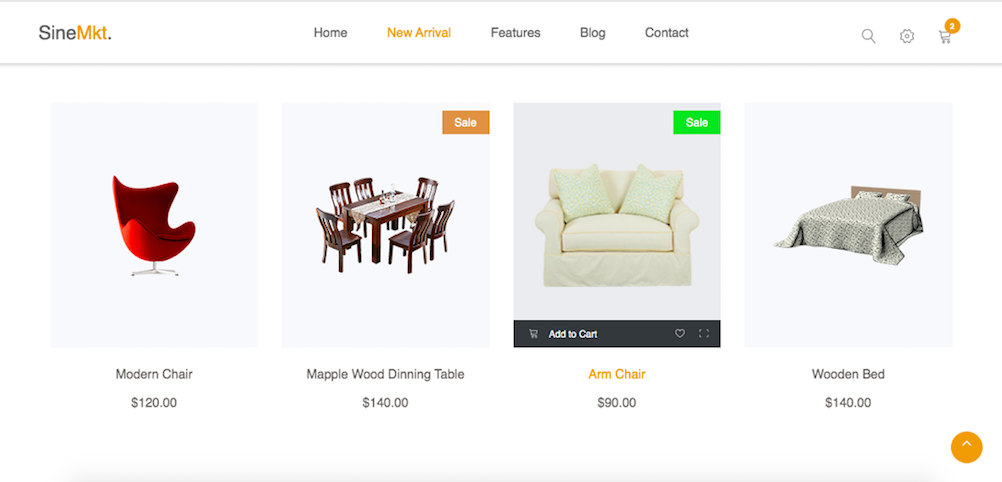 SineMkt.
Home New Arrival Features Blog Contact
2
Sale
Sale
Add to Cart
Modern Chair
Mapple Wood Dinning Table
Arm Chair
Wooden Bed
$120.00
$140.00
$90.00
$140.00